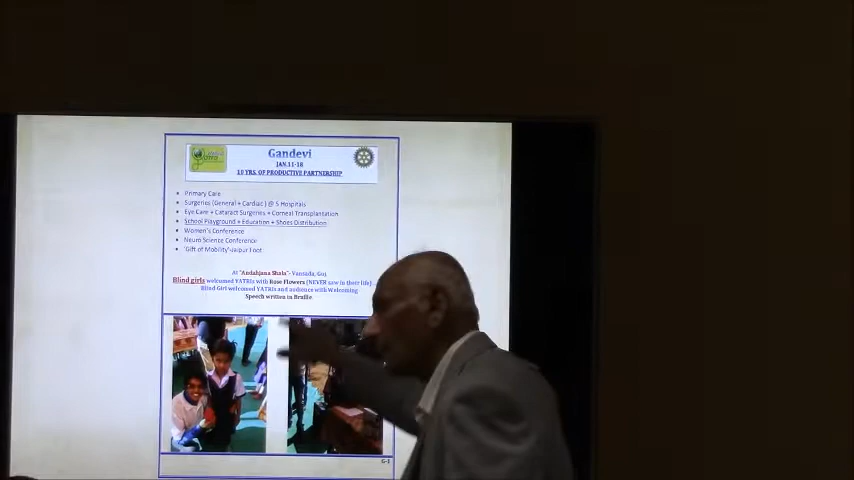 Gandevi
JAN.11-18
10 YRS. OF PRODUCTIVE PARTNERSHIP
• Primary Care
• Surgeries (General + Cardiac) @ 5 Hospitals
• Eye Care + Cataract Surgeries + Corneal Transplantation
• School Playground + Education + Shoes Distribution
• Women's Conference
• Neuro Science Conference
• 'Gift of Mobility'-Jaipur Foot
At "Andahjana Shala"- Vansada, Guj.
Blind girls welcomed YATRIs with Rose Flowers (NEVER saw in their life)...
Blind Girl welcomed YATRIs and audience with Welcoming
Speech written in Braille.